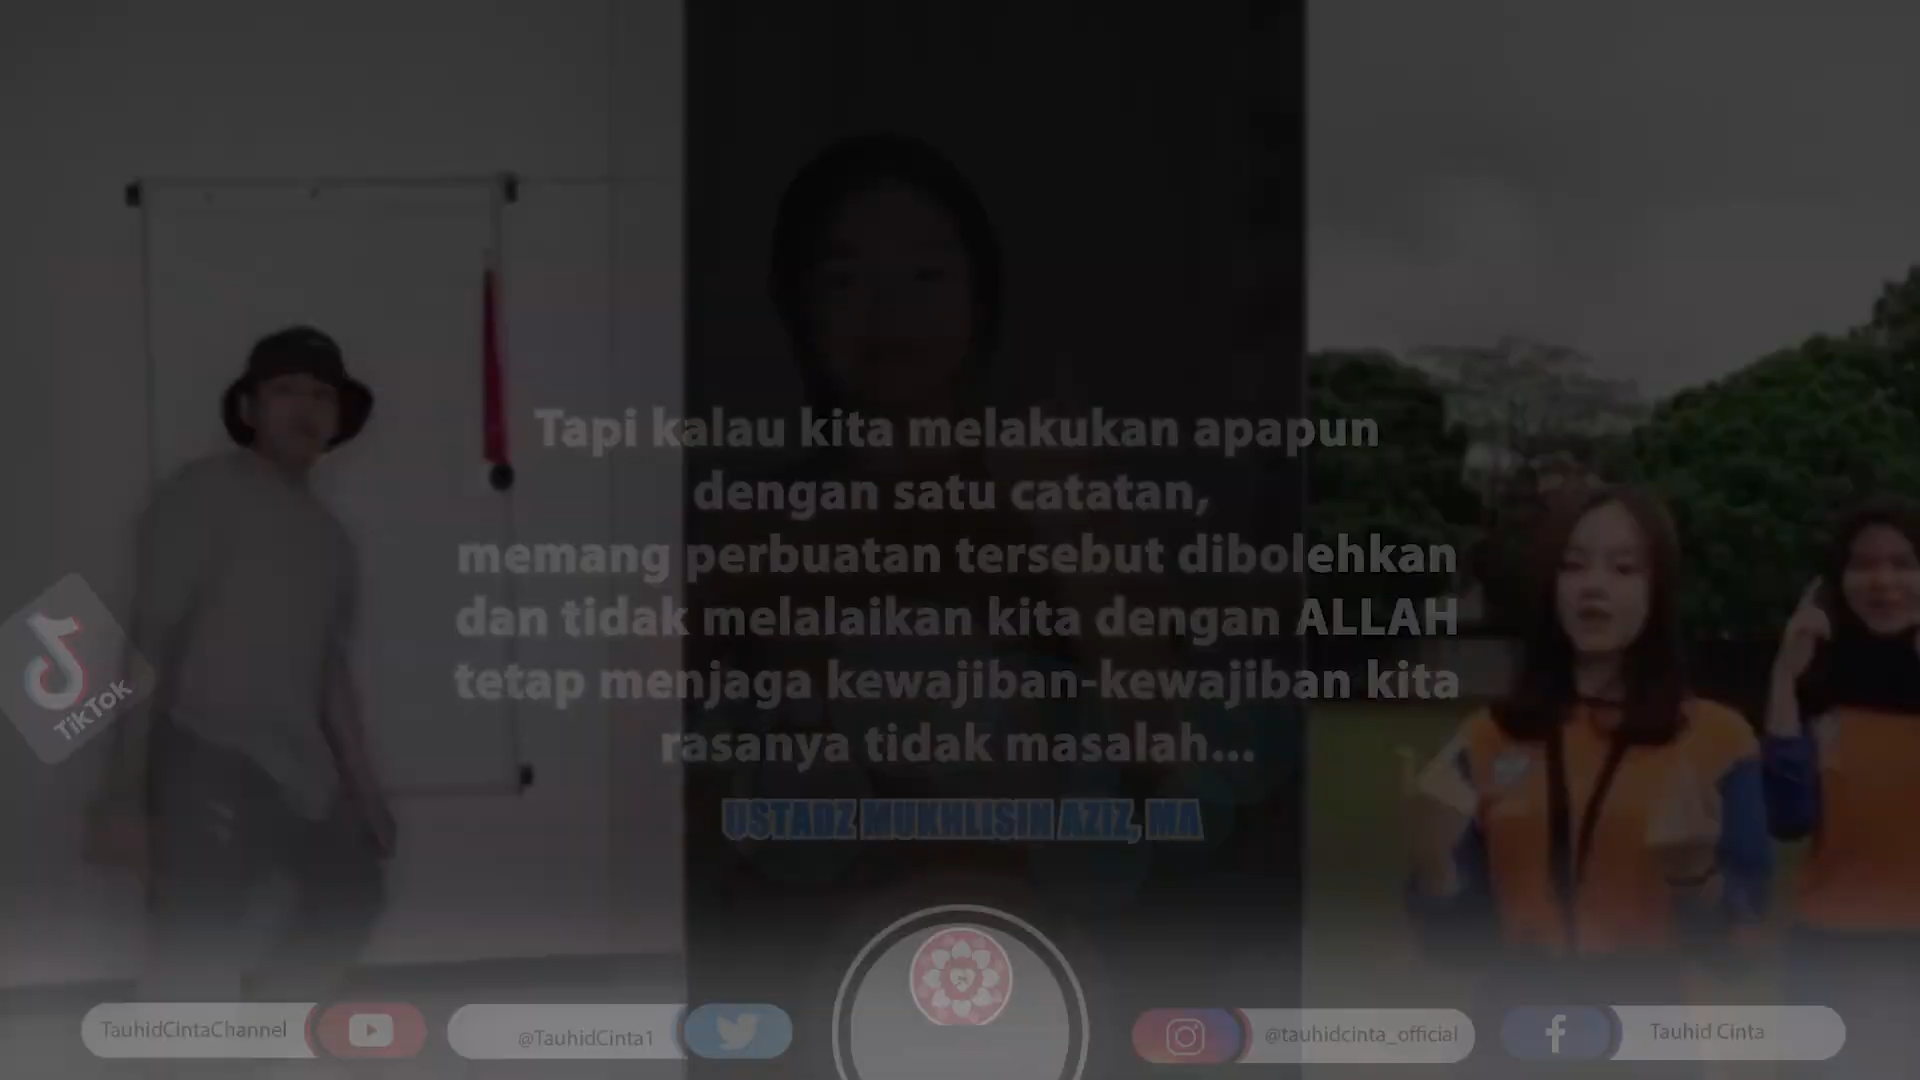 Tapi kalau kita melakukan apapun
dengan satu catatan,
memang perbuatan tersebut dibolehkan
dan tidak melalaikan kita dengan ALLAH
tetap menjaga kewajiban-kewajiban kita
rasanya tidak masalah...
USTADZ MUKHLISIN AZIZ, MA
TikTok
TauhidCintaChannel
@TauhidCinta1
@tauhidcinta_official
Tauhid Cinta